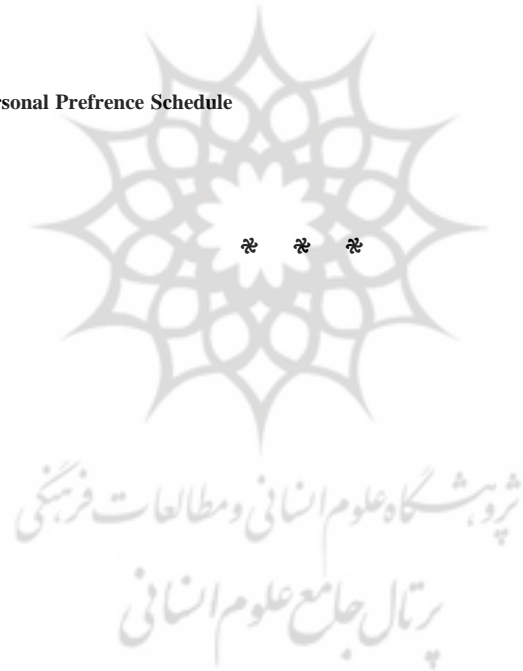 rsonal Prefrence Schedule
پژوهشگاه علوم انسانی و مطالعات فرهنگی
پرتال جامع علوم انسانی